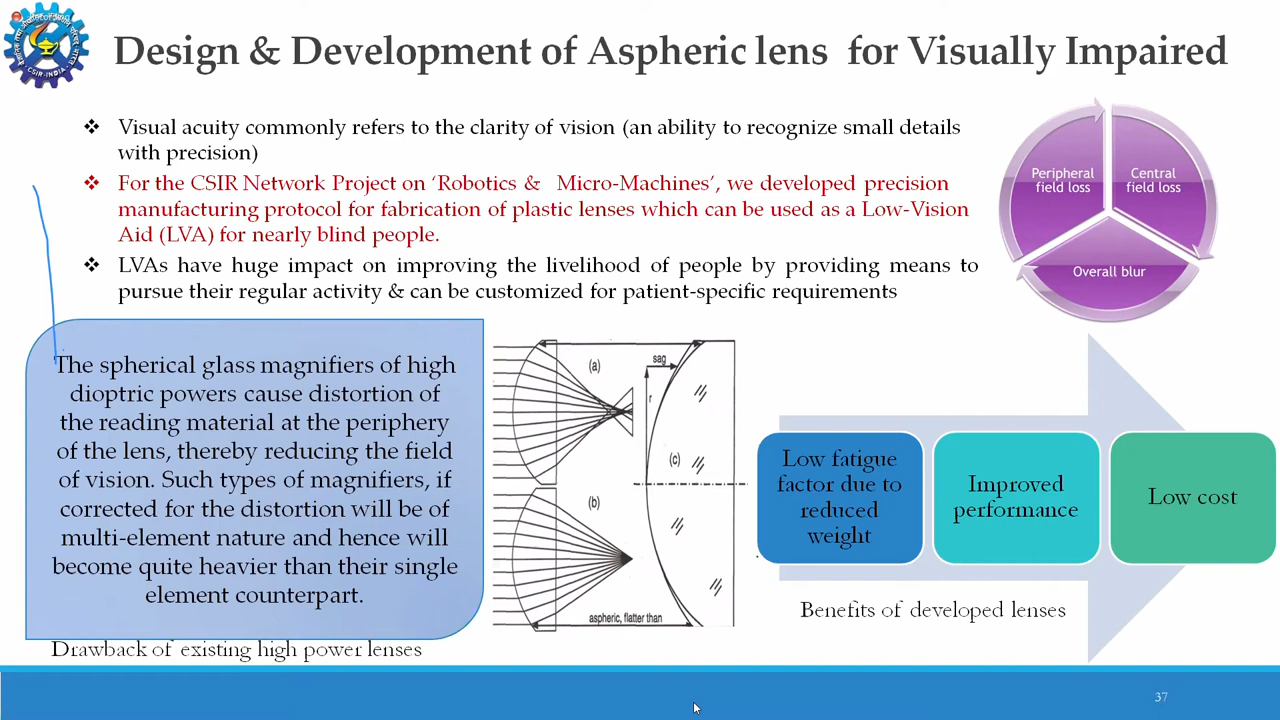 Design & Development of Aspheric lens for Visually Impaired
❖ Visual acuity commonly refers to the clarity of vision (an ability to recognize small details
with precision)
❖ For the CSIR Network Project on ‘Robotics & Micro-Machines’, we developed precision
manufacturing protocol for fabrication of plastic lenses which can be used as a Low-Vision
Aid (LVA) for nearly blind people.
❖ LVAs have huge impact on improving the livelihood of people by providing means to
pursue their regular activity & can be customized for patient-specific requirements
Peripheral
field loss
Central
field loss
Overall blur
The spherical glass magnifiers of high
dioptric powers cause distortion of
the reading material at the periphery
of the lens, thereby reducing the field
of vision. Such types of magnifiers, if
corrected for the distortion will be of
multi-element nature and hence will
become quite heavier than their single
element counterpart.
Drawback of existing high power lenses
(a)
sag
r
(c)
(b)
aspheric, flatter than
Low fatigue
factor due to
reduced
weight
Improved
performance
Low cost
Benefits of developed lenses
CSIR-INDIA
37